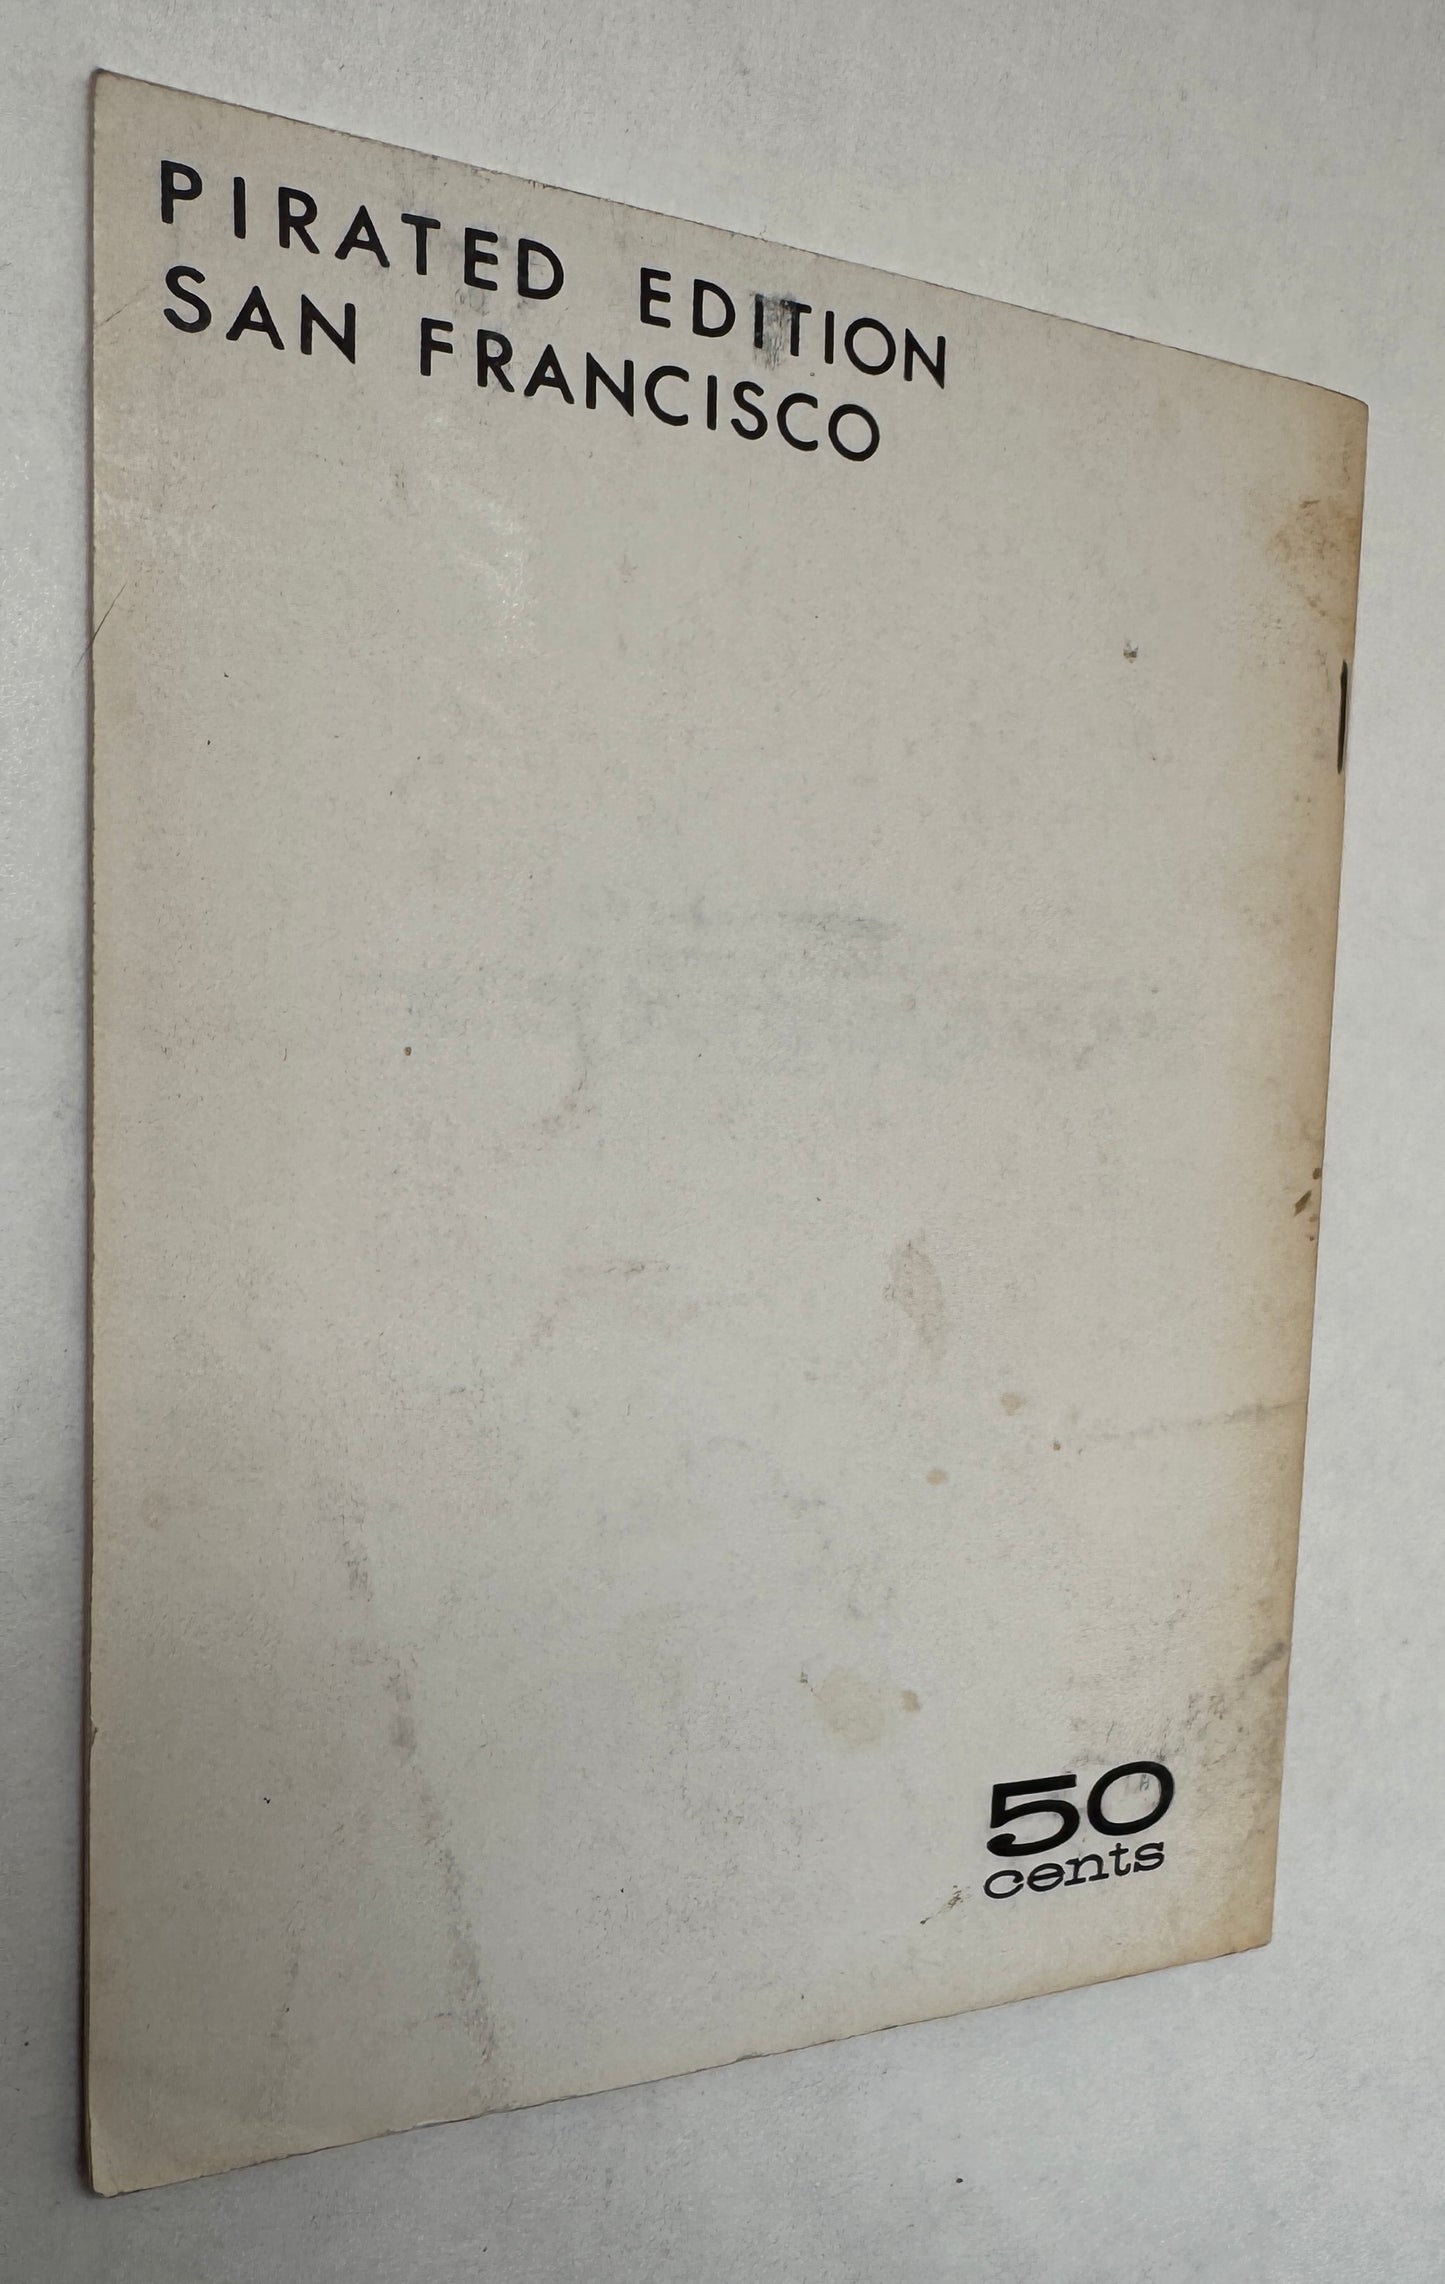 PIRATED EDITION
SAN FRANCISCO
50
cents